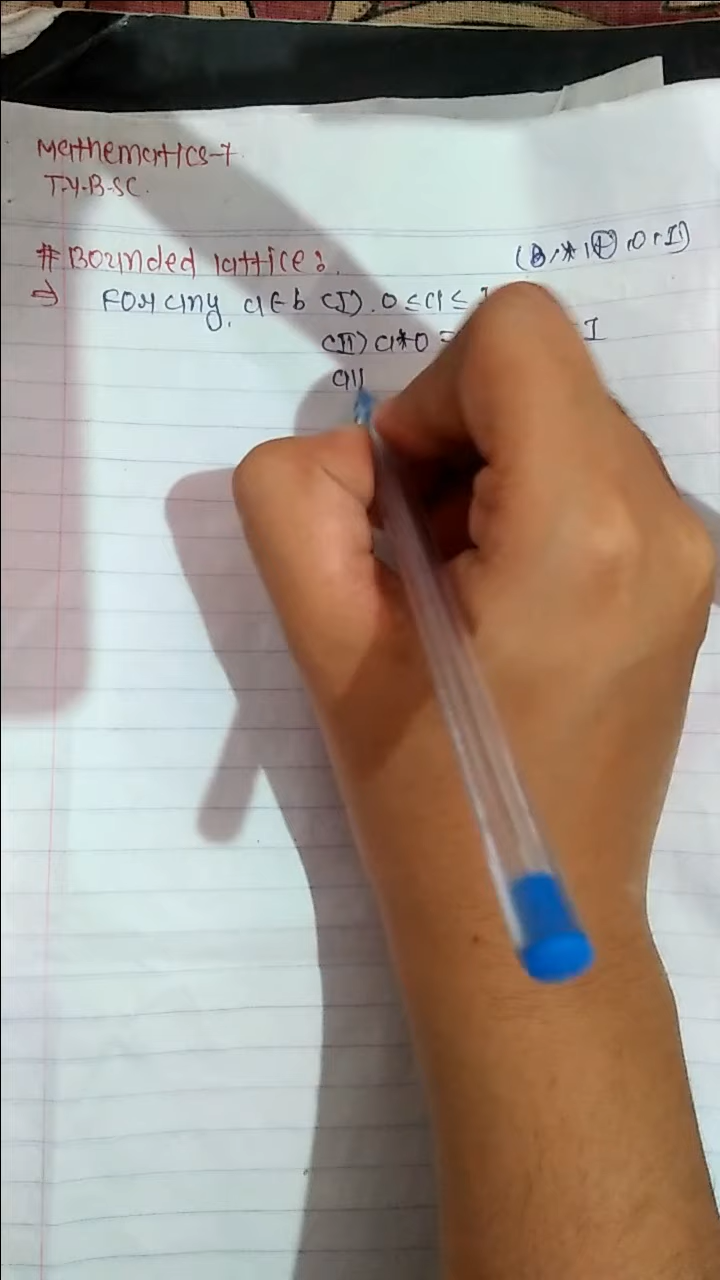 Mathematics-7
T.Y.B.SC.
# Bounded lattice:
(B, *, ⊕, 0, I)
⇒ For any, a ∈ b (I). 0 ≤ a ≤
(II) a * 0 = I